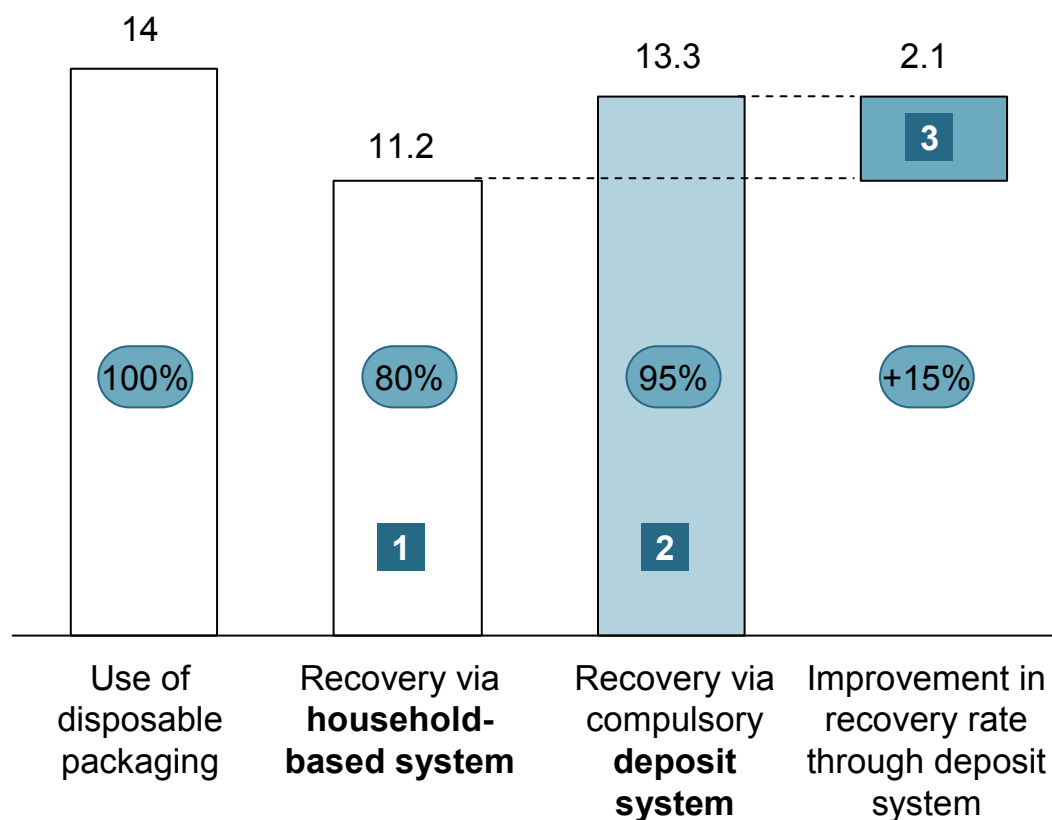 14
11.2
13.3
2.1
3
100%
80%
95%
+15%
1
2
Use of
disposable
packaging
Recovery via
household-
based system
Recovery via
compulsory
deposit
system
Improvement in
recovery rate
through deposit
system